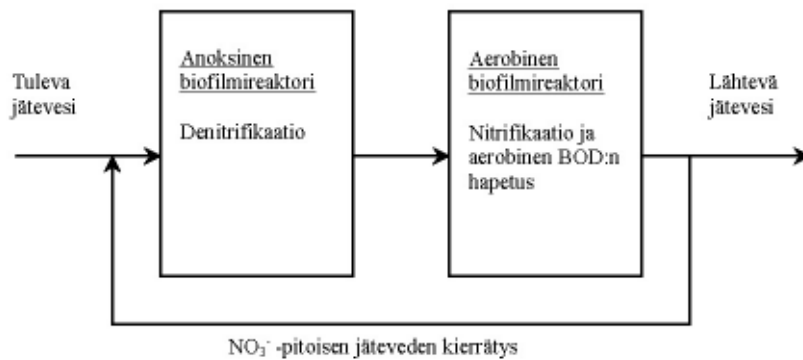 Tuleva
jätevesi
Anoksinen
biofilmireaktori
Denitrifikaatio
Aerobinen
biofilmireaktori
Nitrifikaatio ja
aerobinen BOD:n
hapetus
Lähtevä
jätevesi
NO₃⁻ -pitoisen jäteveden kierrätys